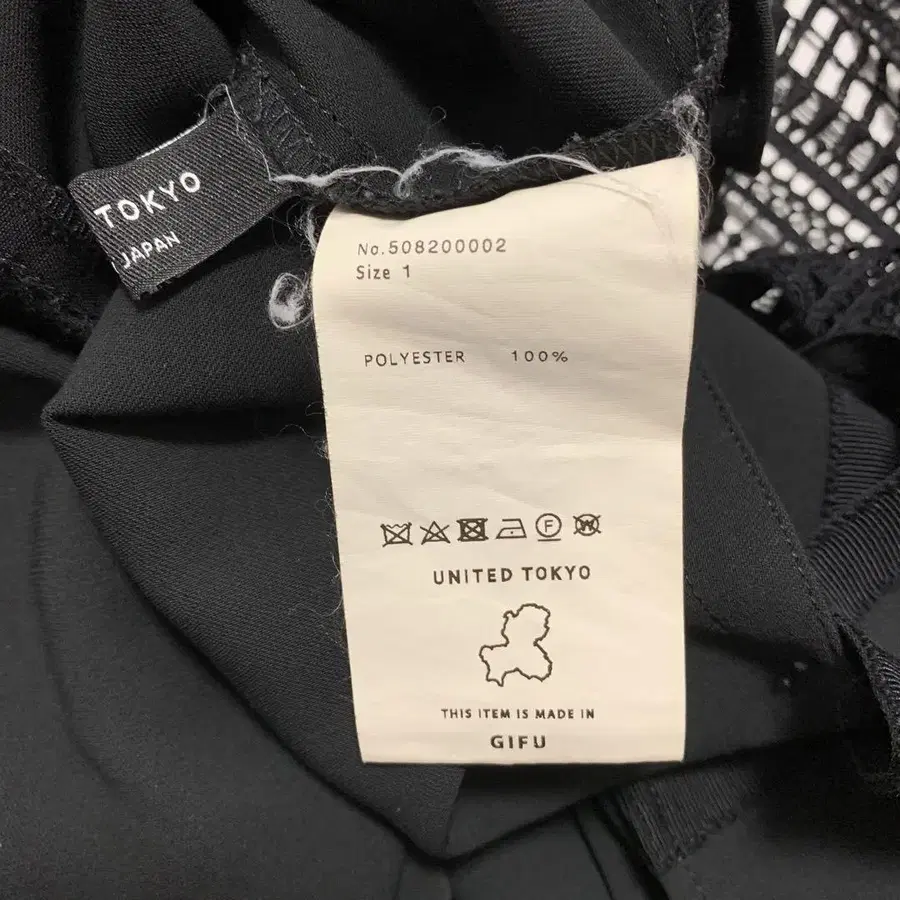 TOKYO
JAPAN
No.508200002
Size 1
POLYESTER 100%
F W
UNITED TOKYO
THIS ITEM IS MADE IN
GIFU